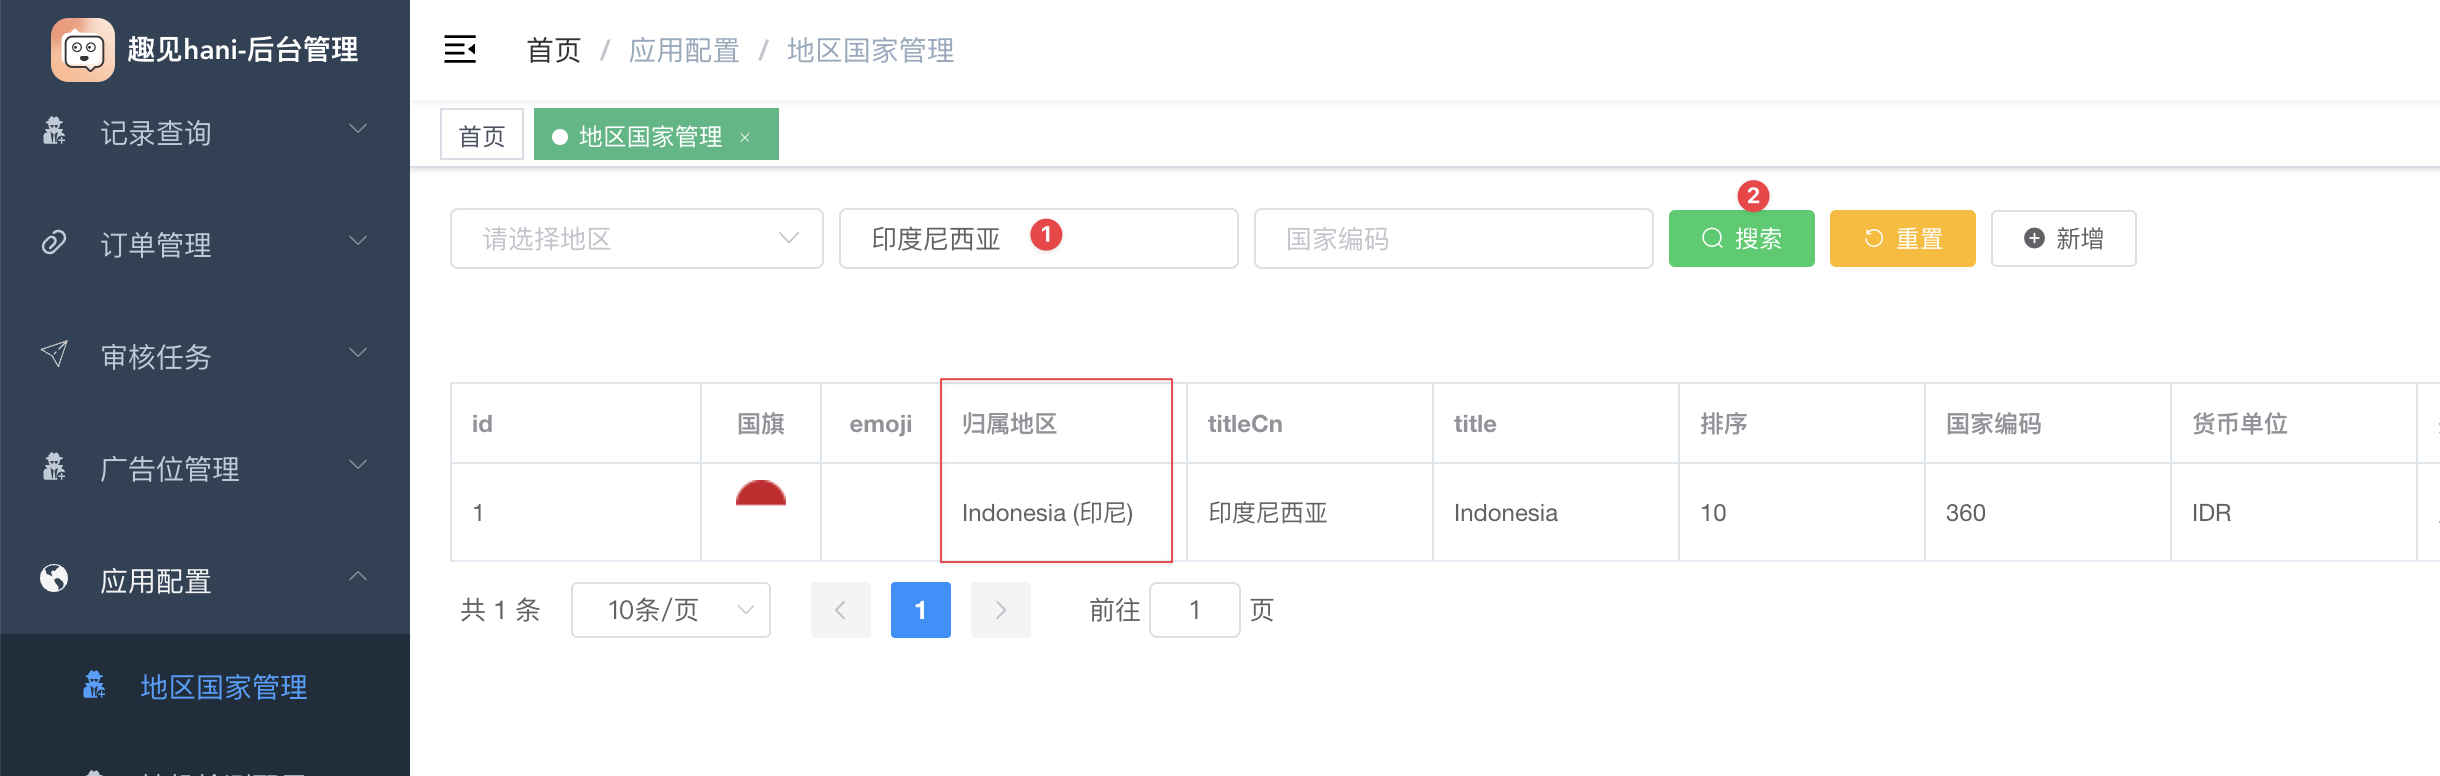 趣见hani-后台管理
记录查询
订单管理
审核任务
广告位管理
应用配置
地区国家管理
首页 / 应用配置 / 地区国家管理
首页 地区国家管理 ×
请选择地区 印度尼西亚 1 国家编码 2 搜索 重置 新增
id 国旗 emoji 归属地区 titleCn title 排序 国家编码 货币单位
1 Indonesia (印尼) 印度尼西亚 Indonesia 10 360 IDR
共 1 条 10条/页 1 前往 1 页